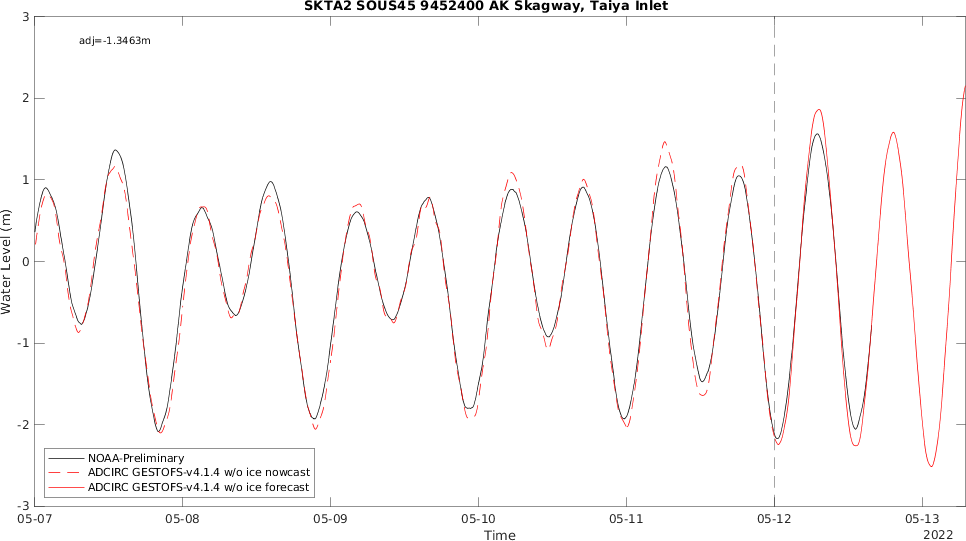 SKTA2 SOUS45 9452400 AK Skagway, Taiya Inlet
adj=-1.3463m
3
2
1
0
-1
-2
-3
Water Level (m)
NOAA-Preliminary
ADCIRC GESTOFS-v4.1.4 w/o ice nowcast
ADCIRC GESTOFS-v4.1.4 w/o ice forecast
05-07 05-08 05-09 05-10 05-11 05-12 05-13
Time
2022